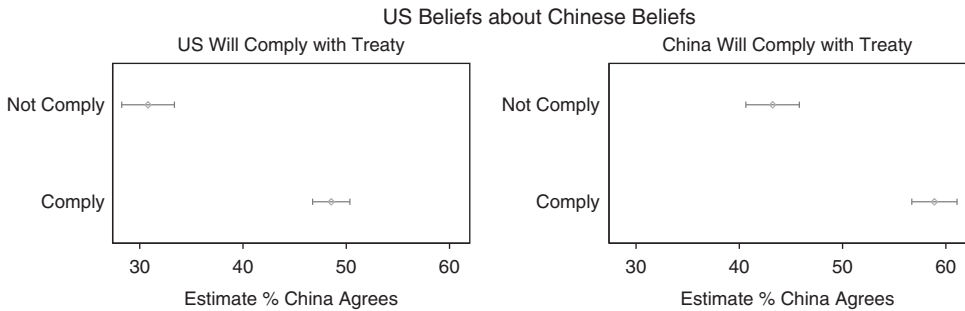 US Beliefs about Chinese Beliefs
US Will Comply with Treaty
Not Comply
Comply
30 40 50 60
Estimate % China Agrees
China Will Comply with Treaty
Not Comply
Comply
30 40 50 60
Estimate % China Agrees